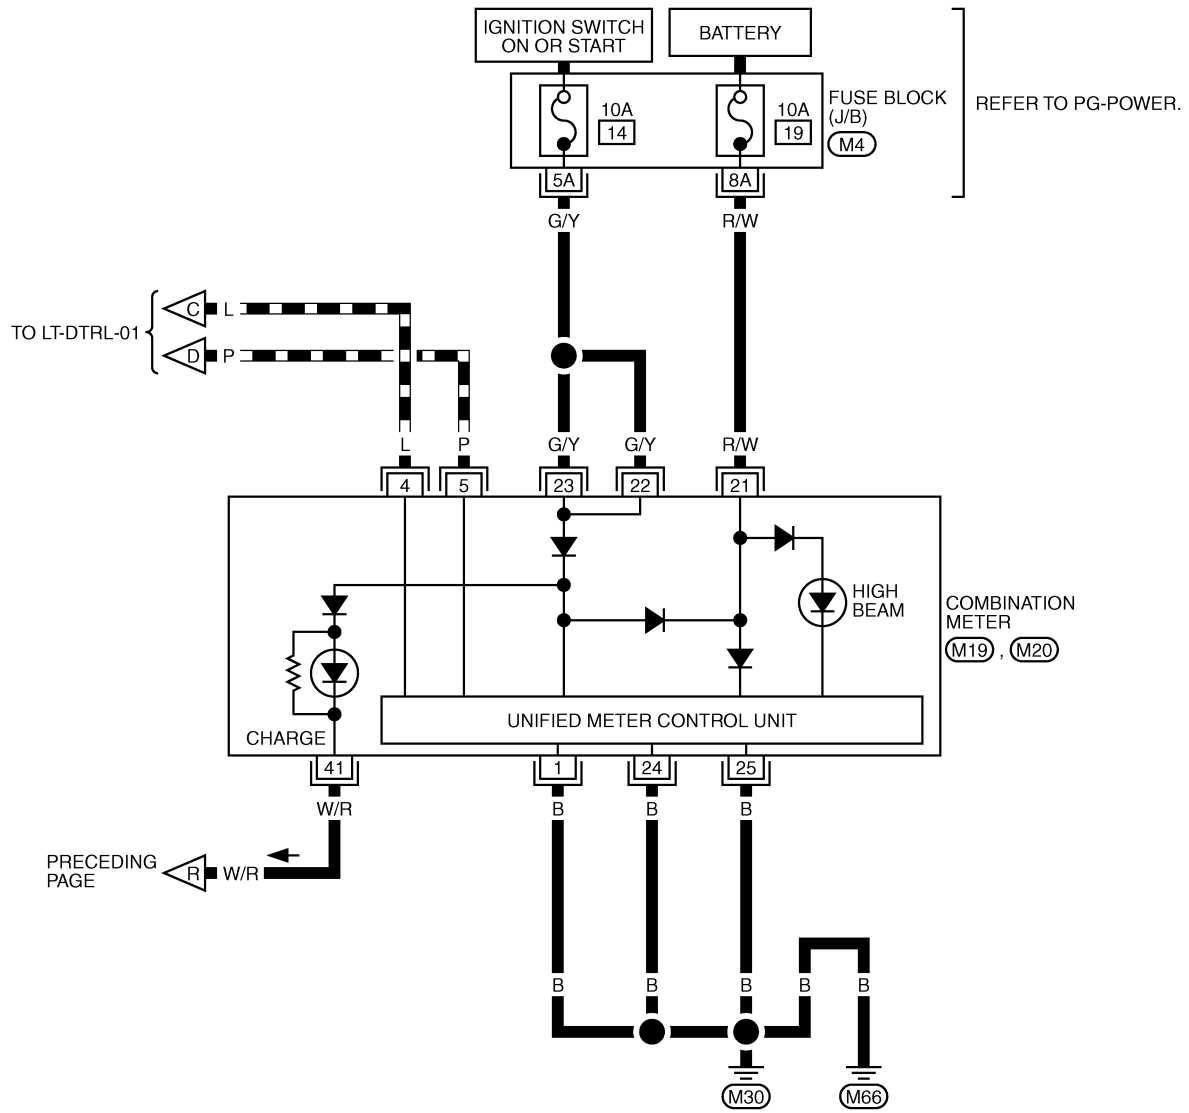 IGNITION SWITCH
ON OR START
BATTERY
10A
14
10A
19
FUSE BLOCK
(J/B)
M4
REFER TO PG-POWER.
5A
8A
G/Y
R/W
TO LT-DTRL-01
C
L
D
P
L
P
G/Y
G/Y
R/W
4
5
23
22
21
HIGH
BEAM
COMBINATION
METER
M19 , M20
UNIFIED METER CONTROL UNIT
CHARGE
41
1
24
25
W/R
B
B
B
PRECEDING
PAGE
R
W/R
B
B
B
B
B
M30
M66